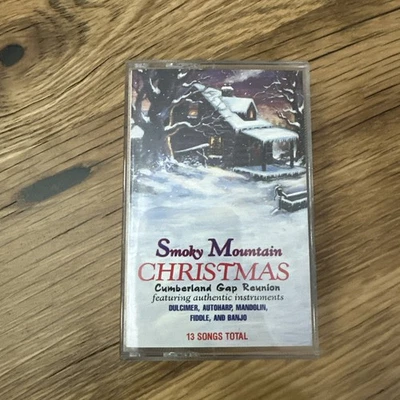 Smoky Mountain
CHRISTMAS
Cumberland Gap Reunion
featuring authentic instruments
DULCIMER, AUTOHARP, MANDOLIN,
FIDDLE, AND BANJO
13 SONGS TOTAL